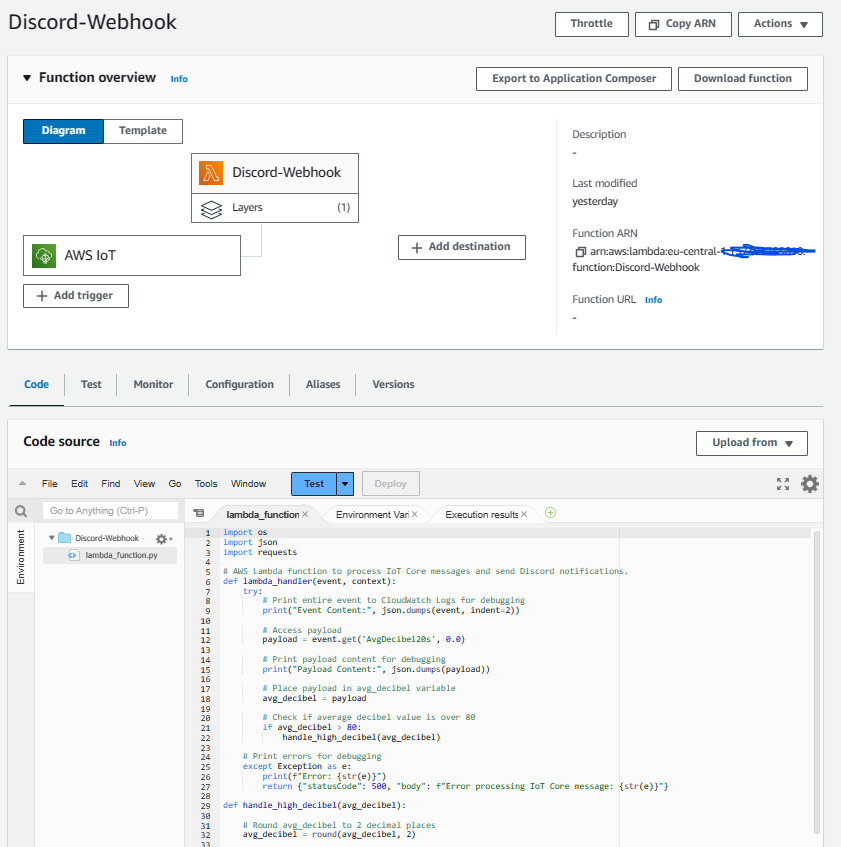 Discord-Webhook
Throttle
Copy ARN
Actions
Function overview Info
Export to Application Composer
Download function
Diagram
Template
Discord-Webhook
Layers (1)
AWS IoT
Add trigger
Add destination
Description
-
Last modified
yesterday
Function ARN
arn:aws:lambda:eu-central-
function:Discord-Webhook
Function URL Info
-
Code
Test
Monitor
Configuration
Aliases
Versions
Code source Info
Upload from
File Edit Find View Go Tools Window
Test
Deploy
Go to Anything (Ctrl-P)
lambda_function
Environment Vari
Execution results
Environment
Discord-Webhook
lambda_function.py
1 import os
2 import json
3 import requests
4
5 # AWS Lambda function to process IoT Core messages and send Discord notifications.
6 def lambda_handler(event, context):
7 try:
8 # Print entire event to CloudWatch Logs for debugging
9 print("Event Content:", json.dumps(event, indent=2))
10
11 # Access payload
12 payload = event.get('AvgDecibel20s', 0.0)
13
14 # Print payload content for debugging
15 print("Payload Content:", json.dumps(payload))
16
17 # Place payload in avg_decibel variable
18 avg_decibel = payload
19
20 # Check if average decibel value is over 80
21 if avg_decibel > 80:
22 handle_high_decibel(avg_decibel)
23
24 # Print errors for debugging
25 except Exception as e:
26 print(f"Error: {str(e)}")
27 return {"statusCode": 500, "body": f"Error processing IoT Core message: {str(e)}"}
28
29 def handle_high_decibel(avg_decibel):
30
31 # Round avg_decibel to 2 decimal places
32 avg_decibel = round(avg_decibel, 2)
33